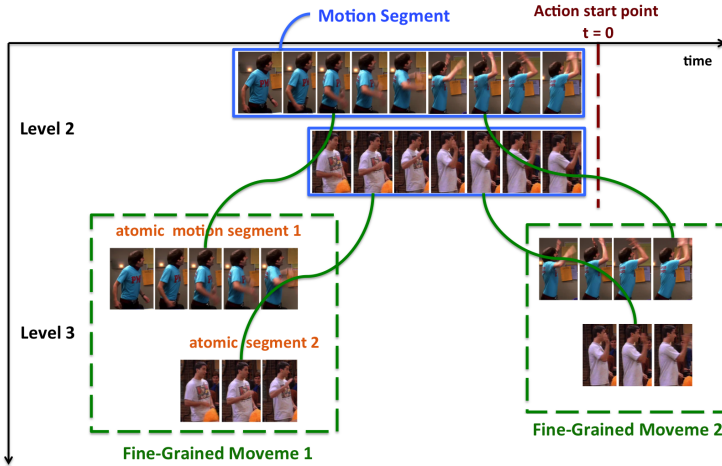 Motion Segment
Action start point
t = 0
time
Level 2
atomic motion segment 1
Level 3
atomic segment 2
Fine-Grained Moveme 1
Fine-Grained Moveme 2